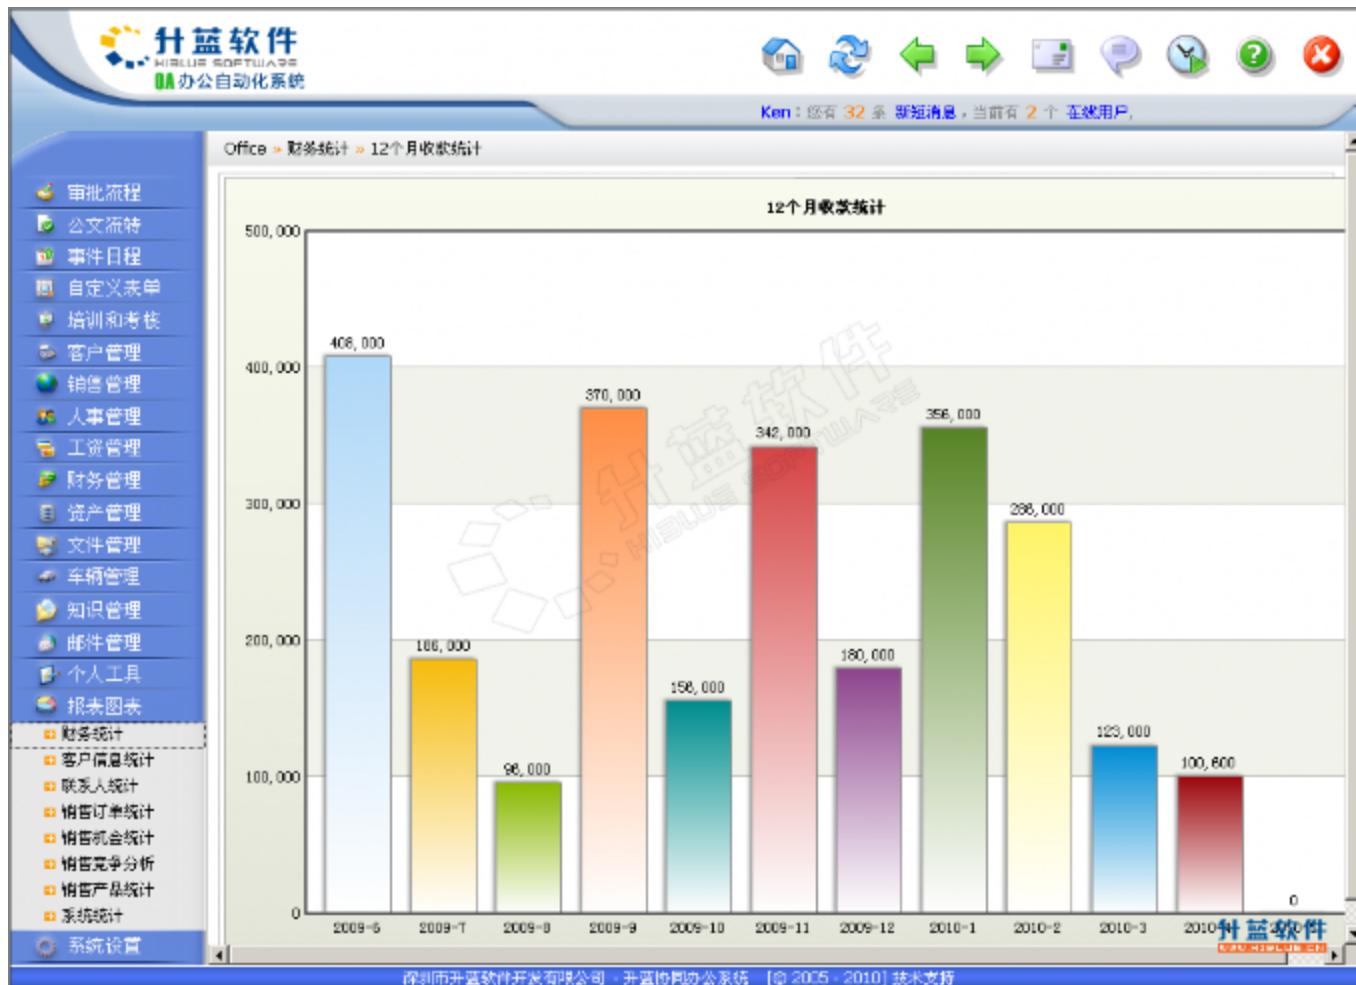 升蓝软件
HIBLUE SOFTWARE
OA办公自动化系统
Ken：您有 32 条 新短消息，当前有 2 个 在线用户.
Office » 财务统计 » 12个月收款统计
审批流程
公文流转
事件日程
自定义表单
培训和考核
客户管理
销售管理
人事管理
工资管理
财务管理
资产管理
文件管理
车辆管理
知识管理
邮件管理
个人工具
报表图表
财务统计
客户信息统计
联系人统计
销售订单统计
销售机会统计
销售竞争分析
销售产品统计
系统统计
系统设置
12个月收款统计
500,000
400,000
300,000
200,000
100,000
0
408,000
186,000
96,000
370,000
156,000
342,000
180,000
356,000
286,000
123,000
100,600
0
2009-6
2009-7
2009-8
2009-9
2009-10
2009-11
2009-12
2010-1
2010-2
2010-3
升蓝软件
HIBLUE SOFTWARE
升蓝软件
WWW.HIBLUE.CN
深圳市升蓝软件开发有限公司 - 升蓝协同办公系统 [© 2005 - 2010] 技术支持